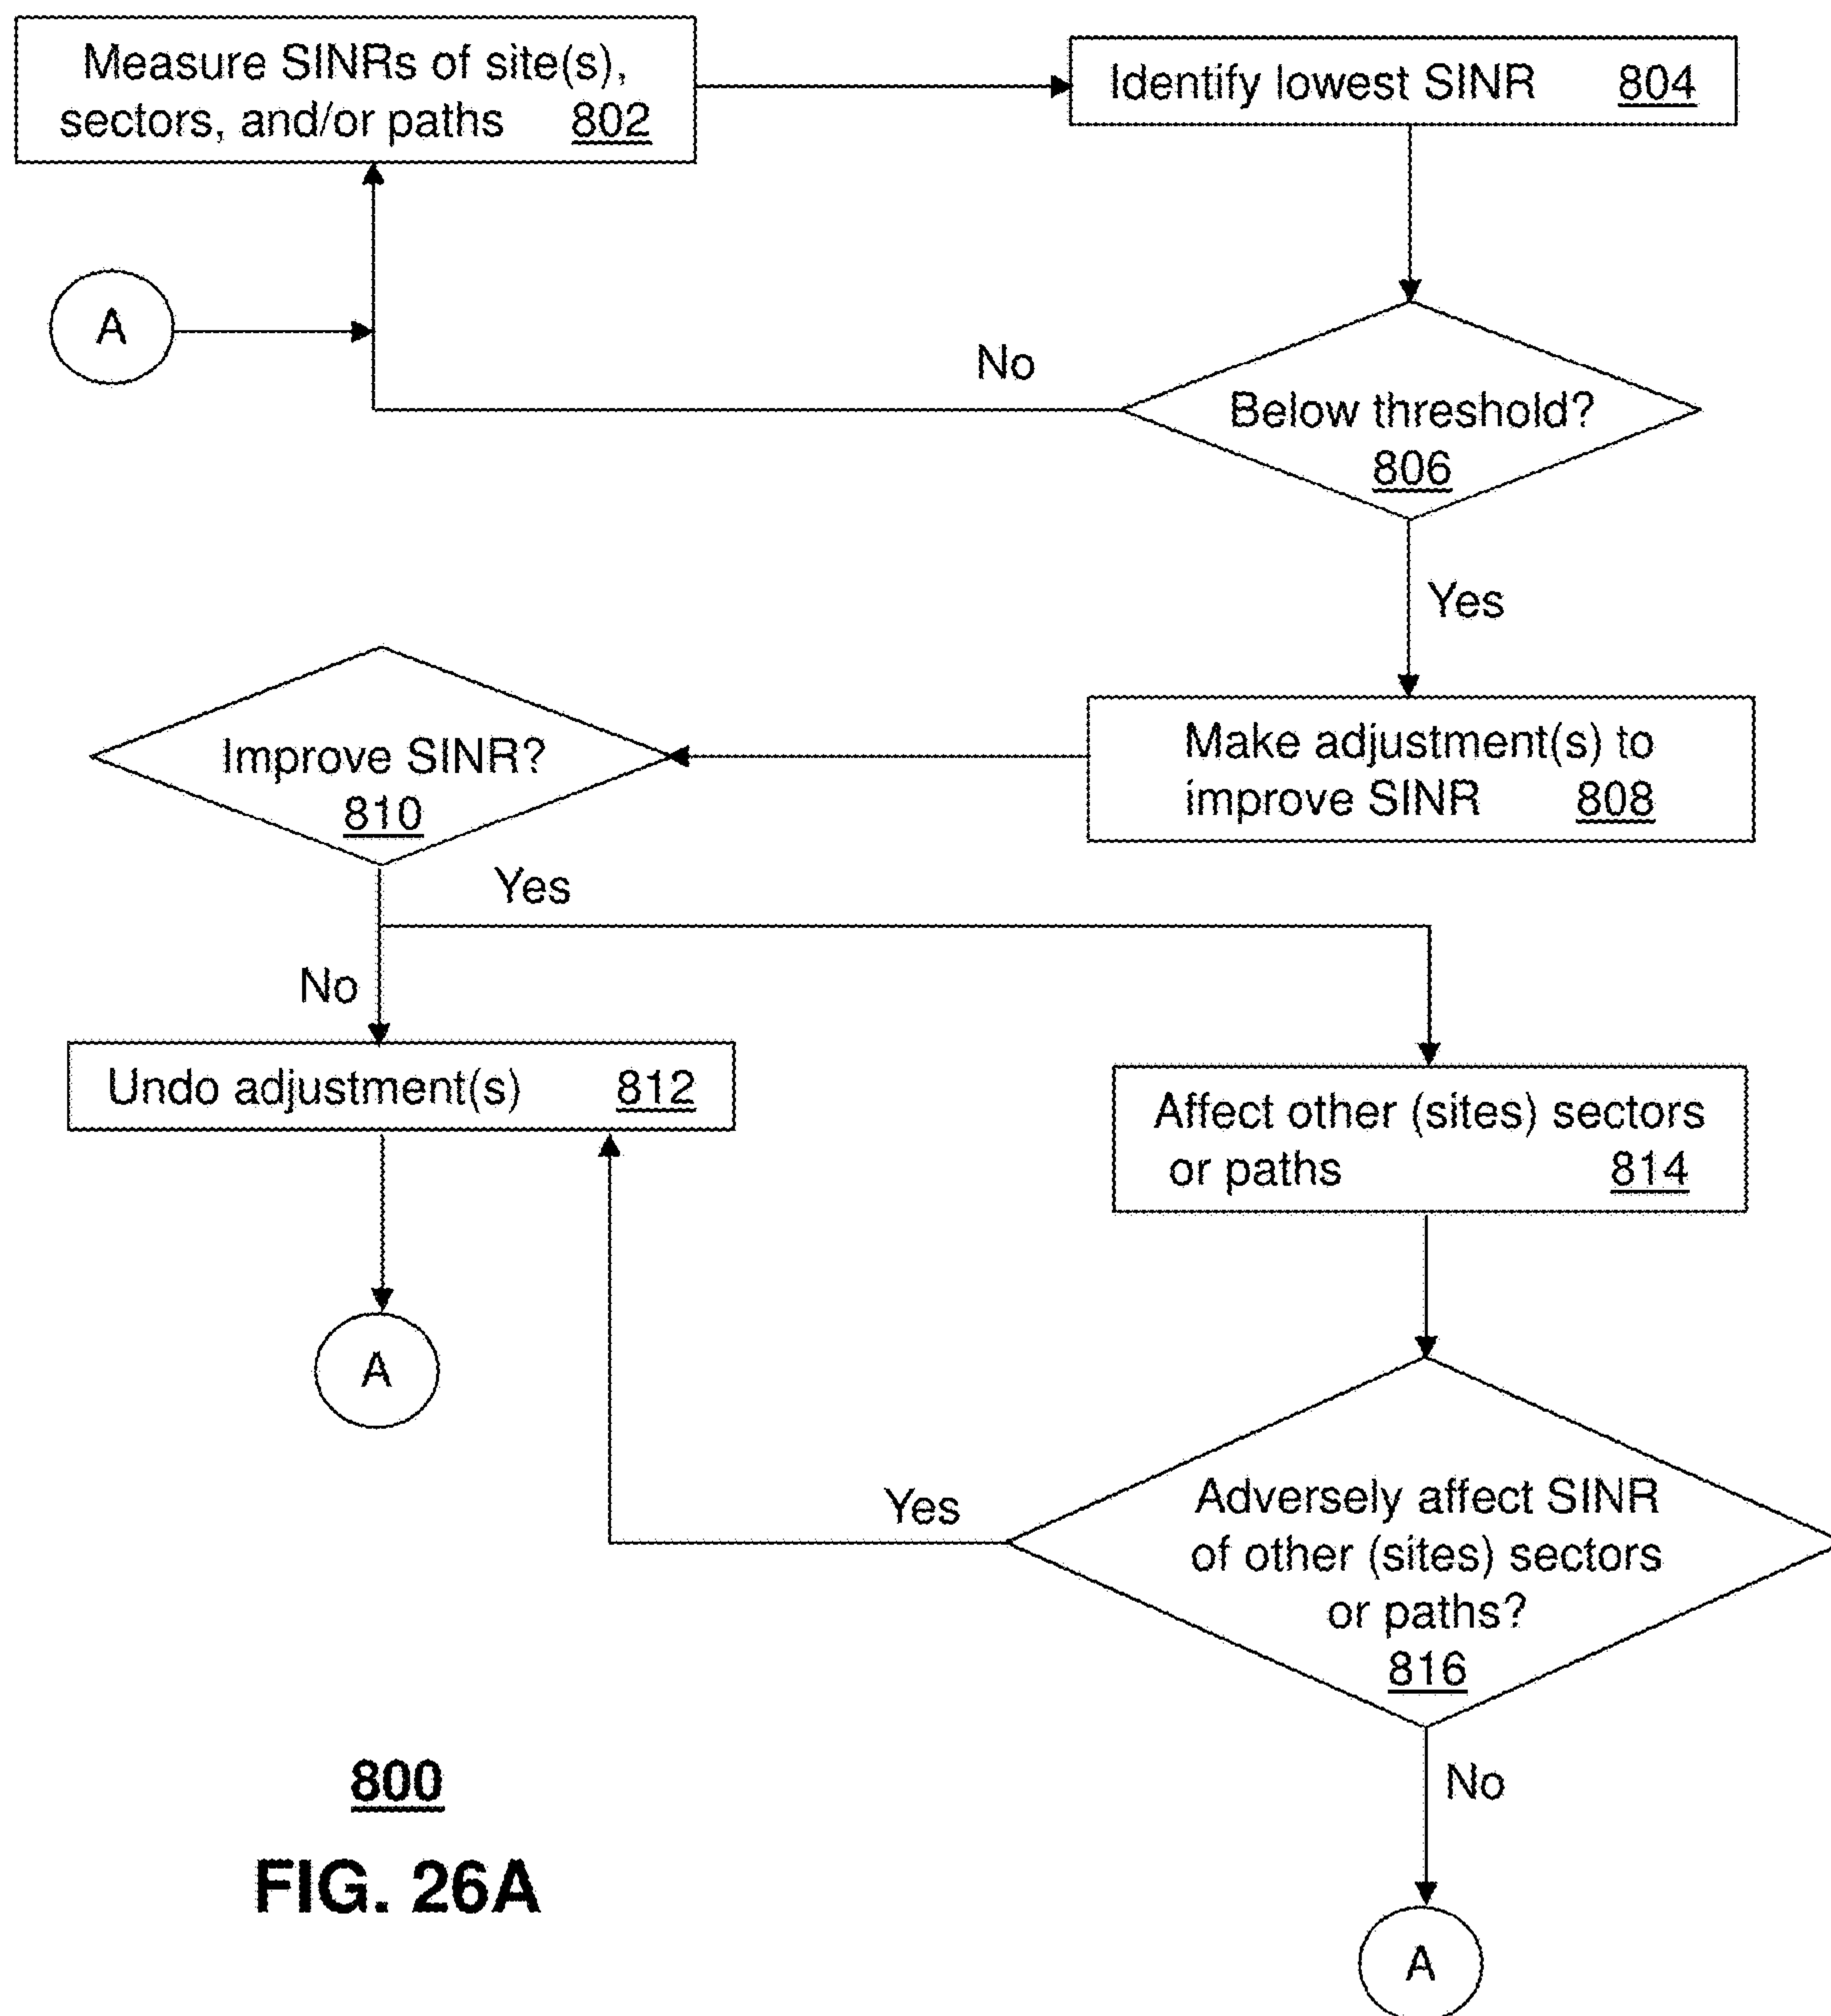 Measure SINRs of site(s),
sectors, and/or paths 802
Identify lowest SINR 804
A
No
Below threshold?
806
Yes
Improve SINR?
810
Make adjustment(s) to
improve SINR 808
Yes
No
Undo adjustment(s) 812
Affect other (sites) sectors
or paths 814
A
Yes
Adversely affect SINR
of other (sites) sectors
or paths?
816
No
800
FIG. 26A
A